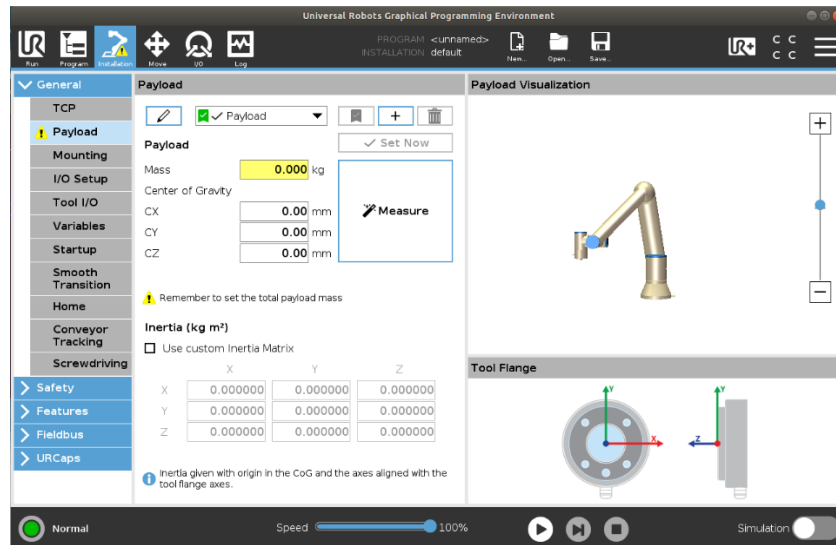 Universal Robots Graphical Programming Environment
UR
Run
Program
Installation
Move
I/O
Log
PROGRAM <unnamed>
INSTALLATION default
New...
Open...
Save...
UR+
C C
C C
General
TCP
Payload
Mounting
I/O Setup
Tool I/O
Variables
Startup
Smooth
Transition
Home
Conveyor
Tracking
Screwdriving
Safety
Features
Fieldbus
URCaps
Payload
Payload
Payload
Set Now
Mass 0.000 kg
Center of Gravity
CX 0.00 mm
CY 0.00 mm
CZ 0.00 mm
Measure
Remember to set the total payload mass
Inertia (kg m²)
Use custom Inertia Matrix
X Y Z
X 0.000000 0.000000 0.000000
Y 0.000000 0.000000 0.000000
Z 0.000000 0.000000 0.000000
Inertia given with origin in the CoG and the axes aligned with the
tool flange axes.
Payload Visualization
Tool Flange
Y
X
Y
Z
Normal
Speed
100%
Simulation